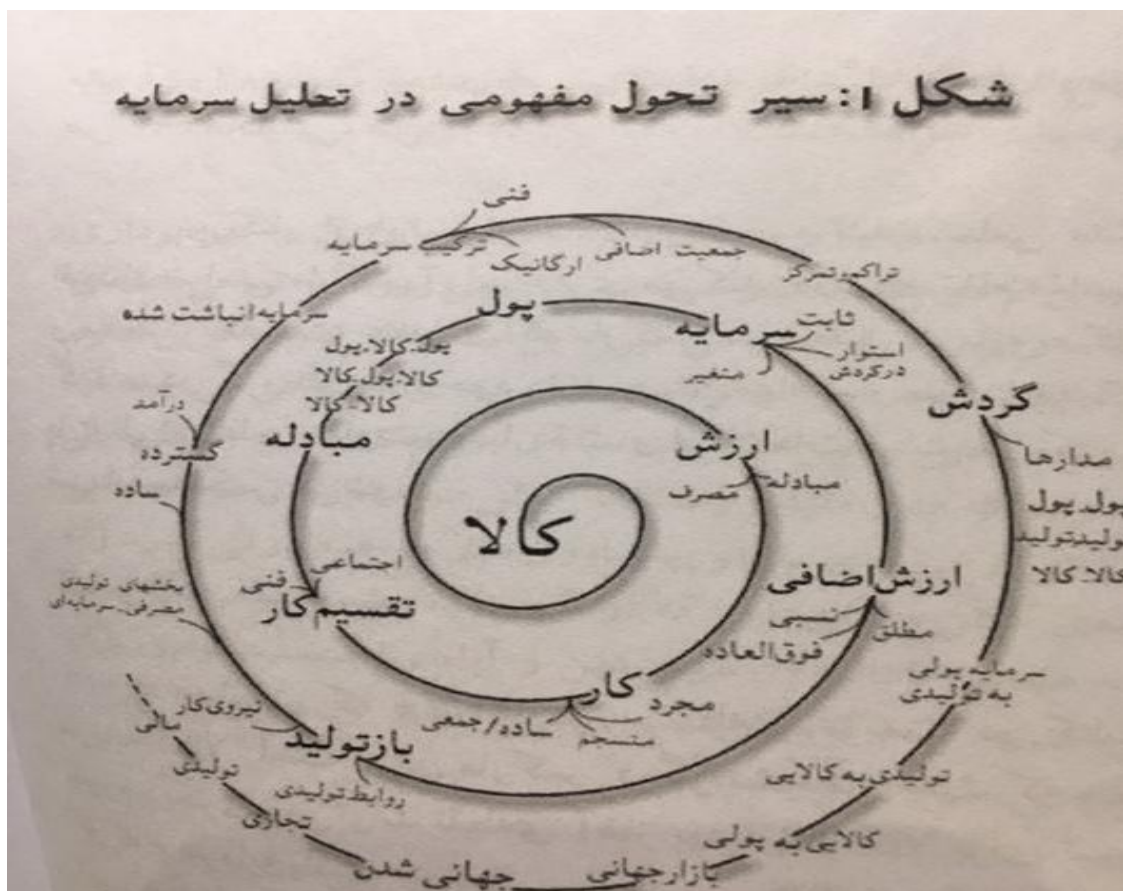 شکل ۱: سیر تحول مفهومی در تحلیل سرمایه
فنی
ترکیب سرمایه
ارگانیک
جمعیت اضافی
تراکم و تمرکز
سرمایه انباشت شده
پول
سرمایه
ثابت
استوار
در گردش
متغیر
پول.کالا.پول
کالا.پول.کالا
کالا.کالا
درآمد
گسترده
ساده
مبادله
ارزش
مبادله
مصرف
گردش
مدارها
پول.پول
تولید.تولید
کالا.کالا
کالا
اجتماعی
فنی
تقسیم کار
ارزش اضافی
نسبی
مطلق
فوق‌العاده
بخشهای تولیدی
مصرفی.سرمایه‌ای
کار
مجرد
منسجم
ساده/جمعی
سرمایه پولی
به تولیدی
نیروی کار
بازتولید
روابط تولیدی
تولیدی به کالایی
کالایی به پولی
بازار جهانی
جهانی شدن
تجاری
تولیدی
مالی